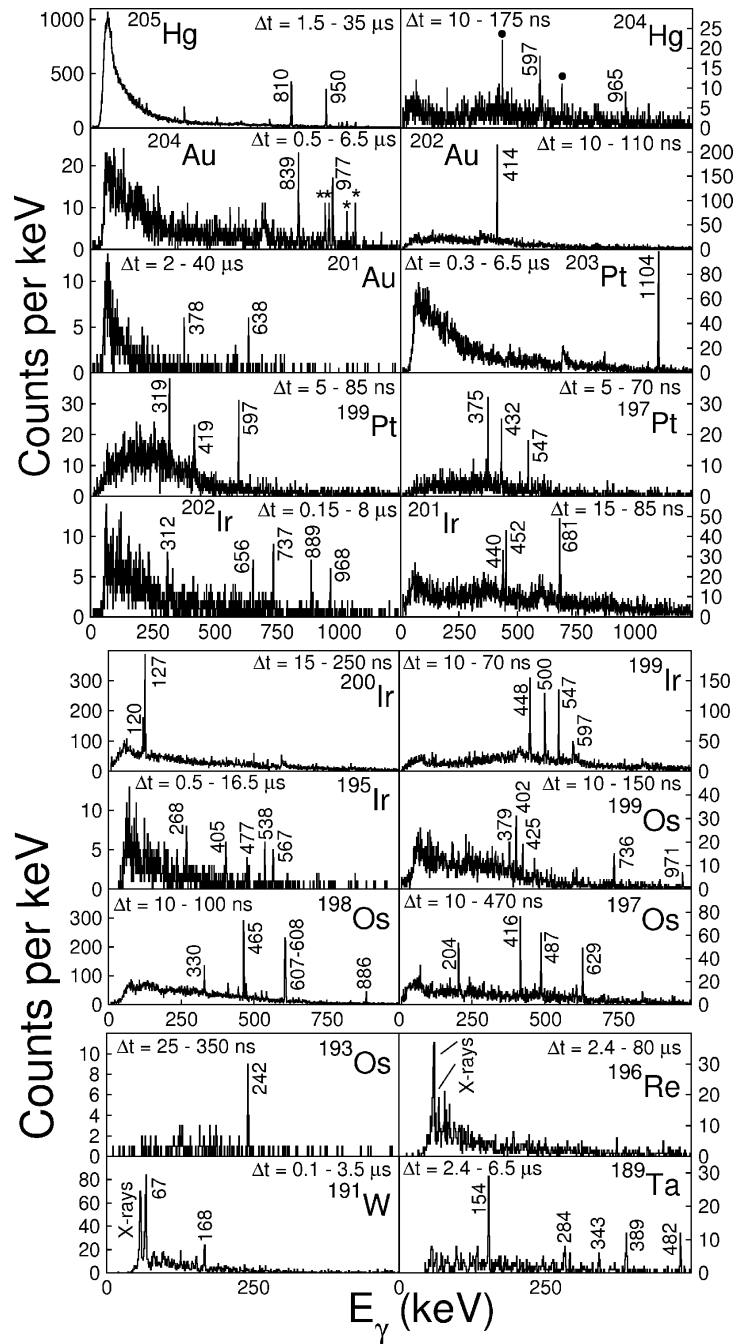 1000
500
0
²⁰⁵Hg
Δt = 1.5 - 35 μs
810
950
Δt = 10 - 175 ns
²⁰⁴Hg
597
965
25
20
15
10
5
0
20
10
0
²⁰⁴Au
Δt = 0.5 - 6.5 μs
839
977
**
*
*
²⁰²Au
Δt = 10 - 110 ns
414
200
150
100
50
0
10
5
0
Δt = 2 - 40 μs
²⁰¹Au
378
638
Δt = 0.3 - 6.5 μs
²⁰³Pt
1104
80
60
40
20
0
30
20
10
0
Δt = 5 - 85 ns
319
419
597
¹⁹⁹Pt
Δt = 5 - 70 ns
375
432
547
¹⁹⁷Pt
30
20
10
0
10
5
0
²⁰²Ir
Δt = 0.15 - 8 μs
312
656
737
889
968
²⁰¹Ir
Δt = 15 - 85 ns
440
452
681
50
40
30
20
10
0
0 250 500 750 1000
0 250 500 750 1000
Counts per keV
300
200
100
0
Δt = 15 - 250 ns
120
127
²⁰⁰Ir
Δt = 10 - 70 ns
¹⁹⁹Ir
448
500
547
597
150
100
50
0
10
5
0
Δt = 0.5 - 16.5 μs
¹⁹⁵Ir
268
405
477
538
567
Δt = 10 - 150 ns
¹⁹⁹Os
379
402
425
736
971
40
20
0
300
200
100
0
Δt = 10 - 100 ns
¹⁹⁸Os
330
465
607-608
886
Δt = 10 - 470 ns
¹⁹⁷Os
204
416
487
629
80
60
40
20
0
0 250 500 750
0 250 500 750
Counts per keV
10
8
6
4
2
0
Δt = 25 - 350 ns
¹⁹³Os
242
X-rays
Δt = 2.4 - 80 μs
¹⁹⁶Re
30
20
10
0
80
60
40
20
0
X-rays
67
168
Δt = 0.1 - 3.5 μs
¹⁹¹W
Δt = 2.4 - 6.5 μs
¹⁸⁹Ta
154
284
343
389
482
30
20
10
0
250
250
E_γ (keV)